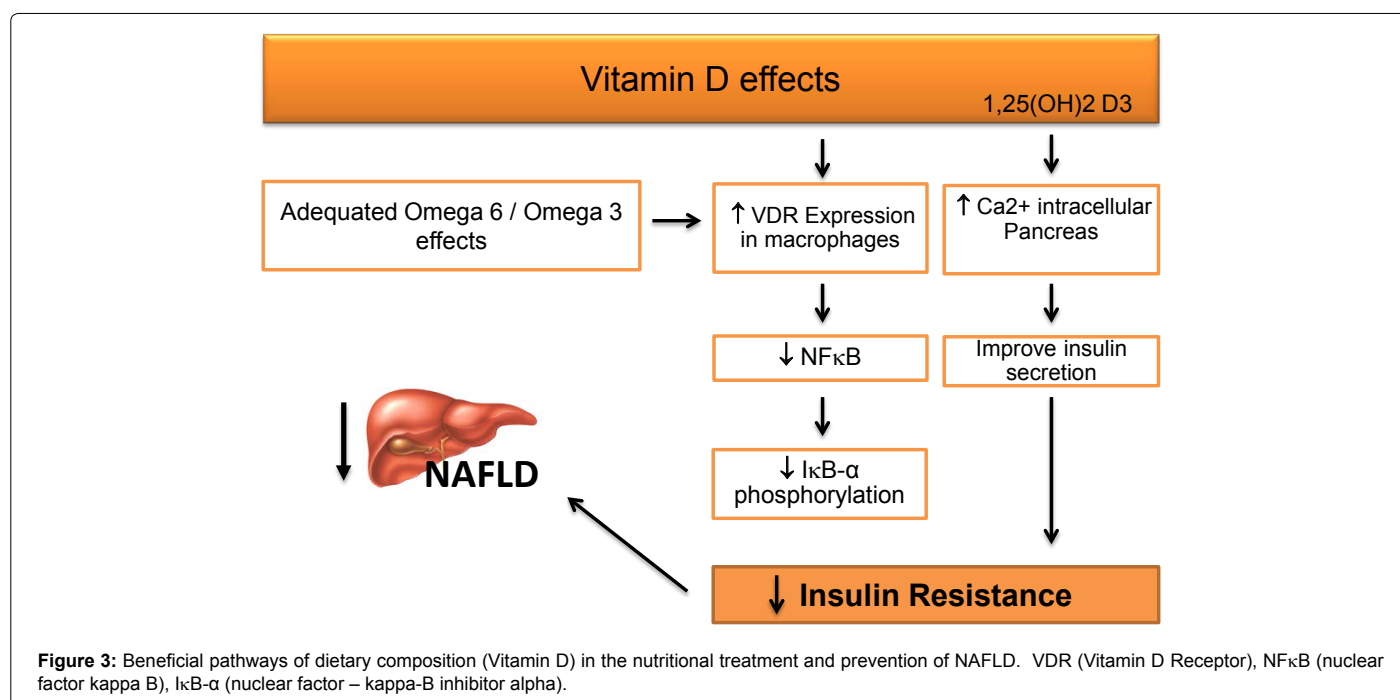 Vitamin D effects
1,25(OH)2 D3
Adequated Omega 6 / Omega 3
effects
↑ VDR Expression
in macrophages
↑ Ca2+ intracellular
Pancreas
↓ NFκB
Improve insulin
secretion
↓ IκB-α
phosphorylation
NAFLD
↓ Insulin Resistance
Figure 3: Beneficial pathways of dietary composition (Vitamin D) in the nutritional treatment and prevention of NAFLD. VDR (Vitamin D Receptor), NFκB (nuclear
factor kappa B), IκB-α (nuclear factor – kappa-B inhibitor alpha).